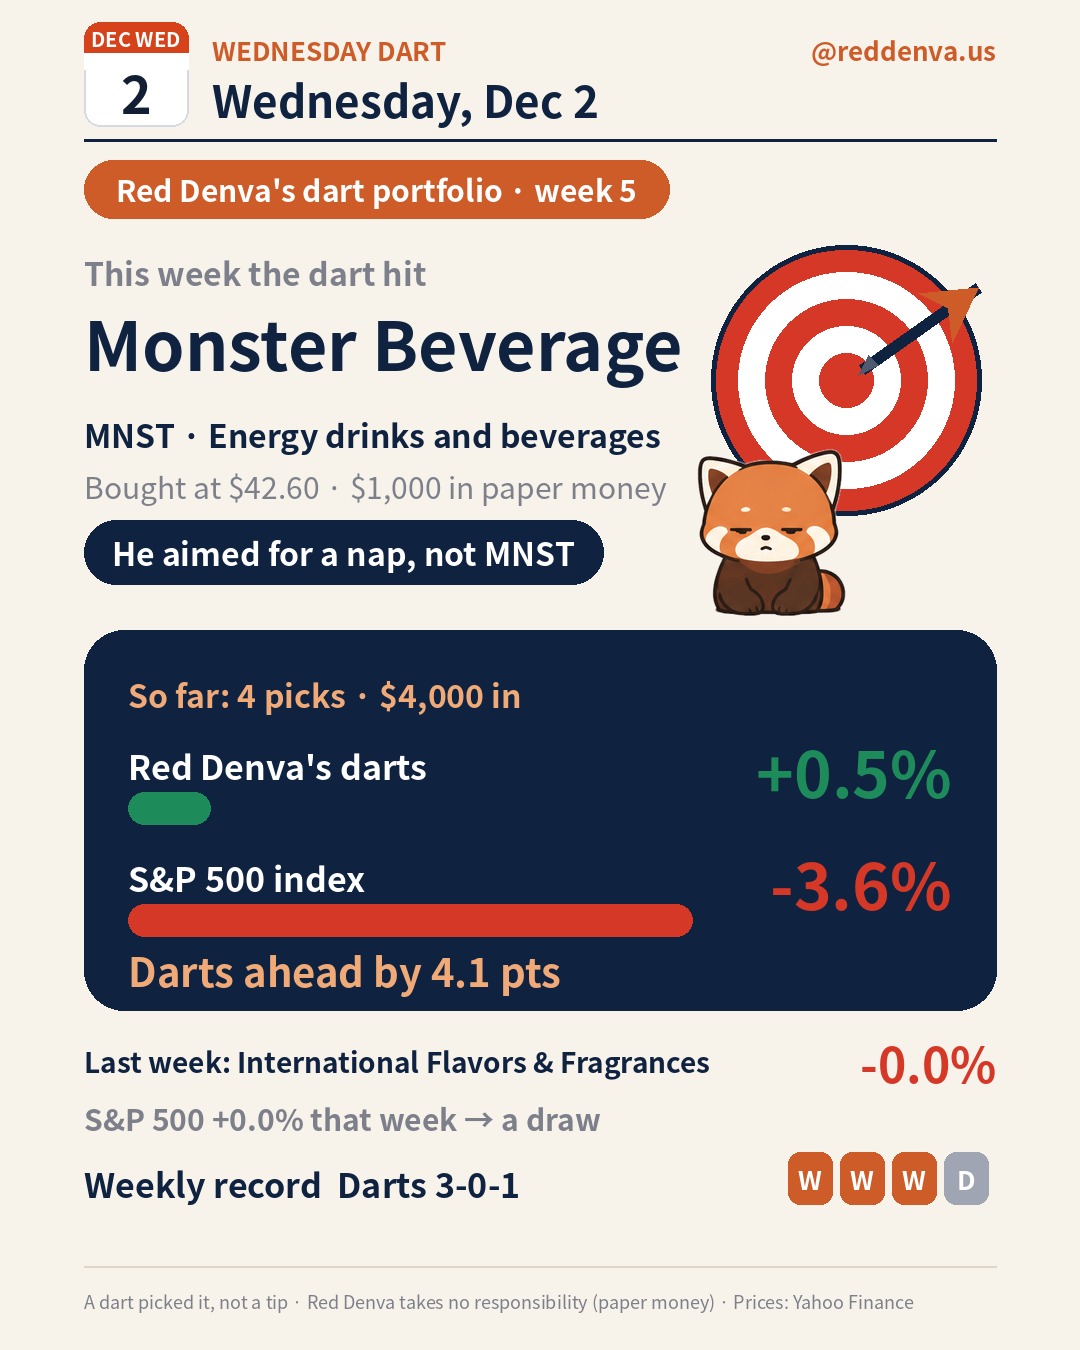 DEC WED
2
WEDNESDAY DART
Wednesday, Dec 2
@reddenva.us
Red Denva's dart portfolio · week 5
This week the dart hit
Monster Beverage
MNST · Energy drinks and beverages
Bought at $42.60 · $1,000 in paper money
He aimed for a nap, not MNST
So far: 4 picks · $4,000 in
Red Denva's darts
+0.5%
S&P 500 index
-3.6%
Darts ahead by 4.1 pts
Last week: International Flavors & Fragrances
-0.0%
S&P 500 +0.0% that week → a draw
Weekly record Darts 3-0-1
W W W D
A dart picked it, not a tip · Red Denva takes no responsibility (paper money) · Prices: Yahoo Finance